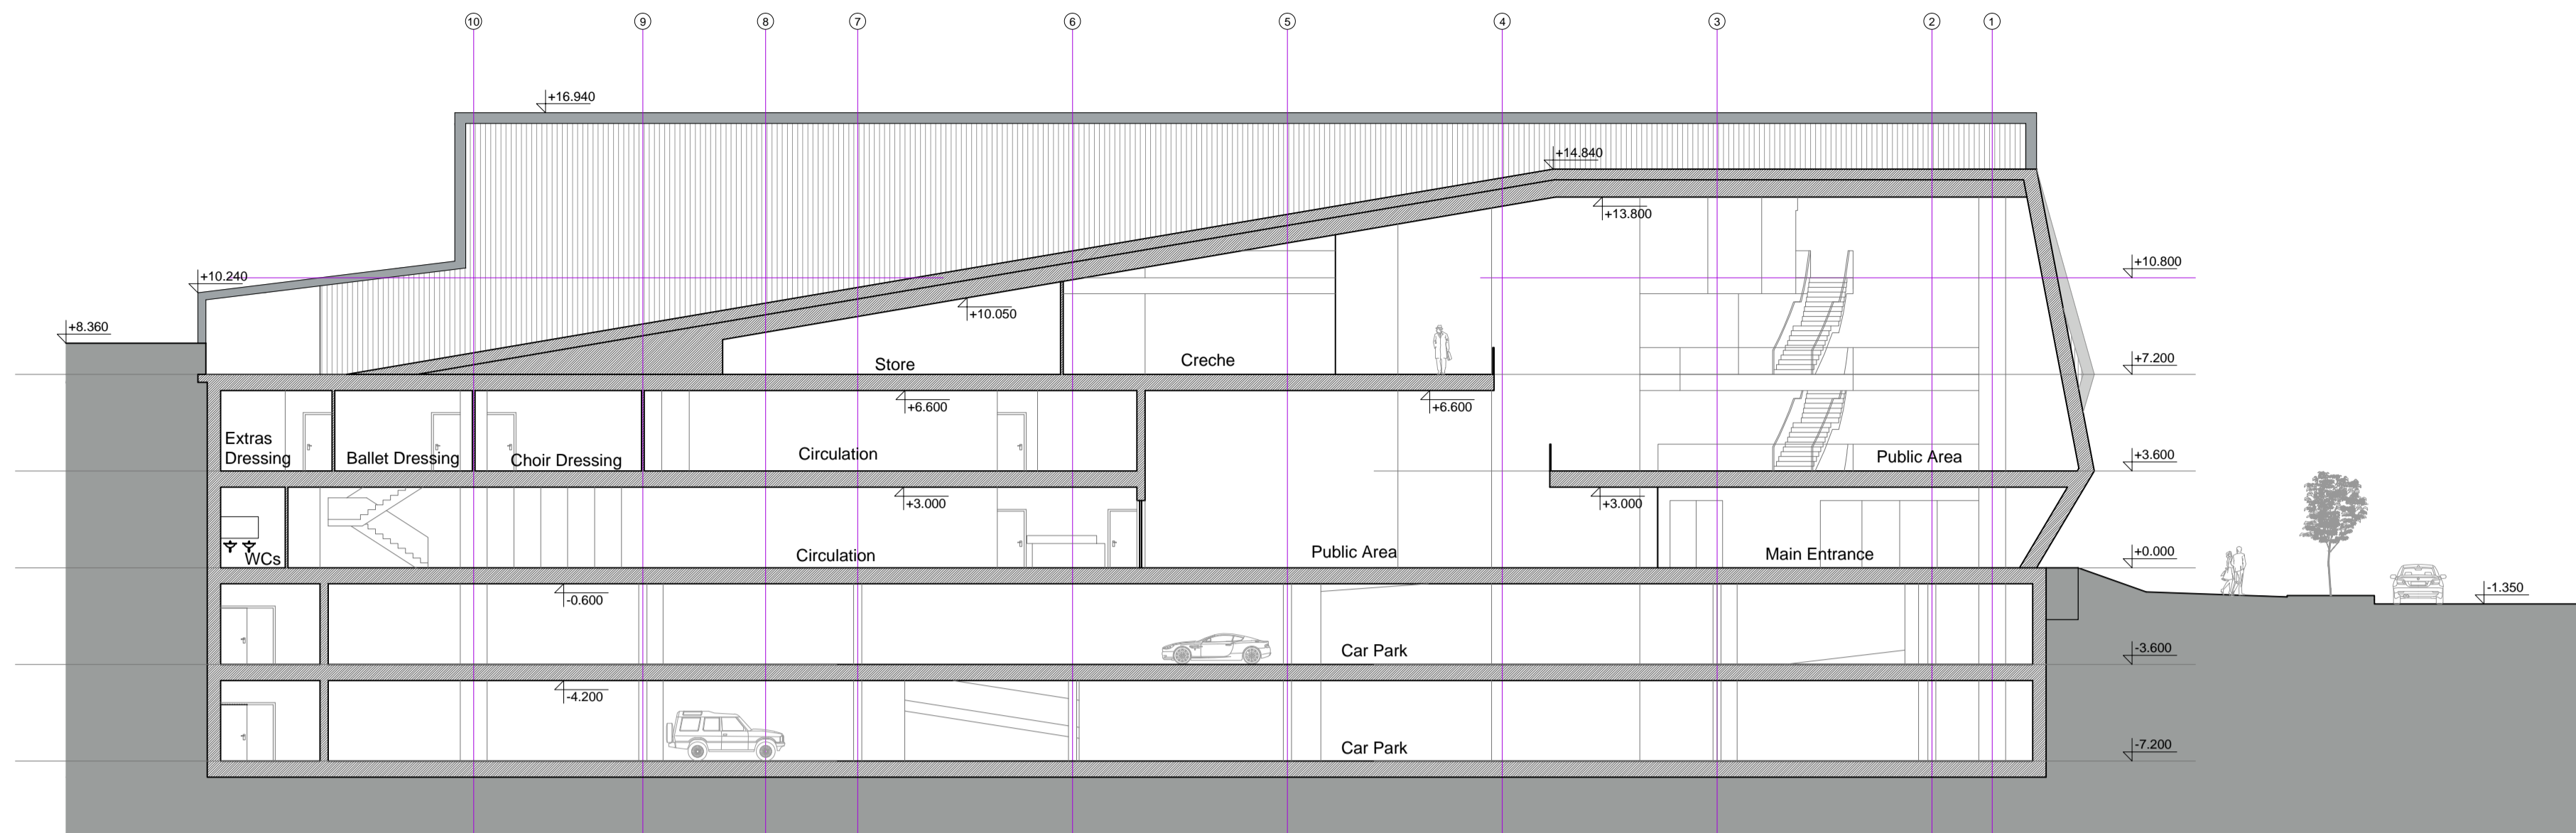 10 9 8 7 6 5 4 3 2 1
+16.940
+14.840
+13.800
+10.240
+10.800
+8.360
+10.050
Store
Creche
+7.200
+6.600
+6.600
Extras
Dressing
Ballet Dressing
Choir Dressing
Circulation
Public Area
+3.600
+3.000
+3.000
WCs
Circulation
Public Area
Main Entrance
+0.000
-0.600
-1.350
Car Park
-3.600
-4.200
Car Park
-7.200